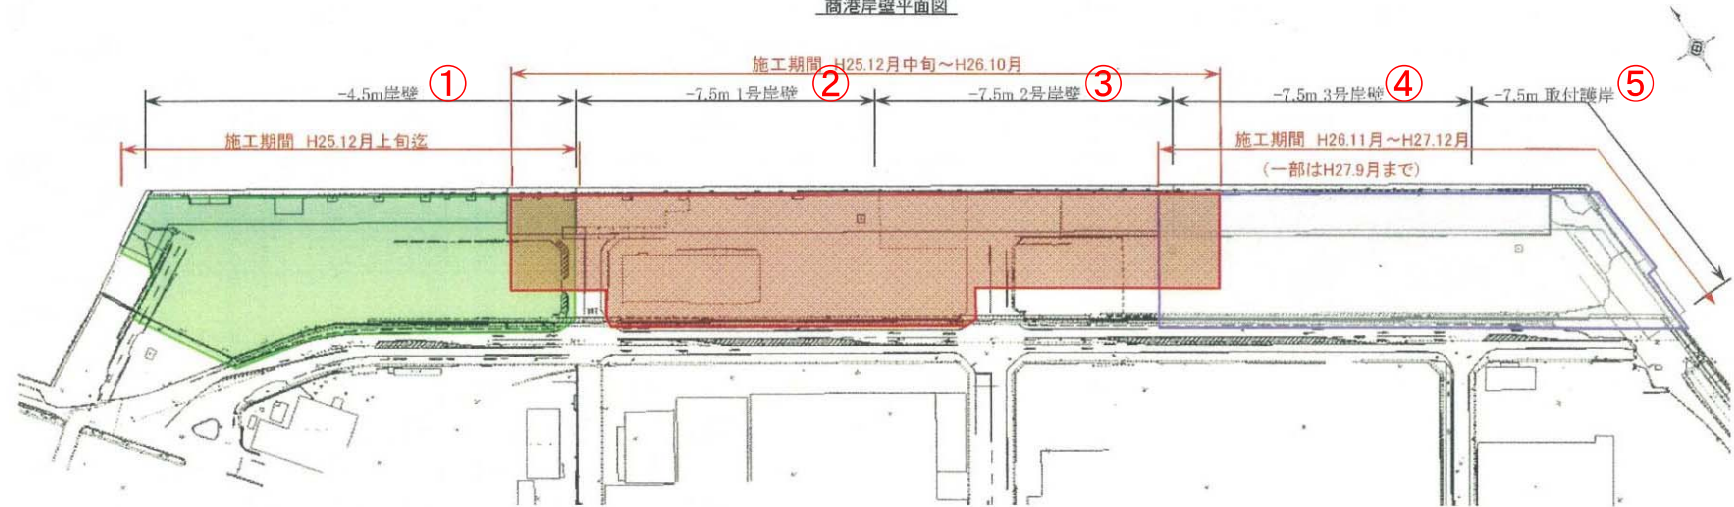 商港岸壁平面図
施工期間 H25.12月中旬～H26.10月
-4.5m岸壁 ①
-7.5m 1号岸壁 ②
-7.5m 2号岸壁 ③
-7.5m 3号岸壁 ④
-7.5m 取付護岸 ⑤
施工期間 H25.12月上旬迄
施工期間 H26.11月～H27.12月
(一部はH27.9月まで)